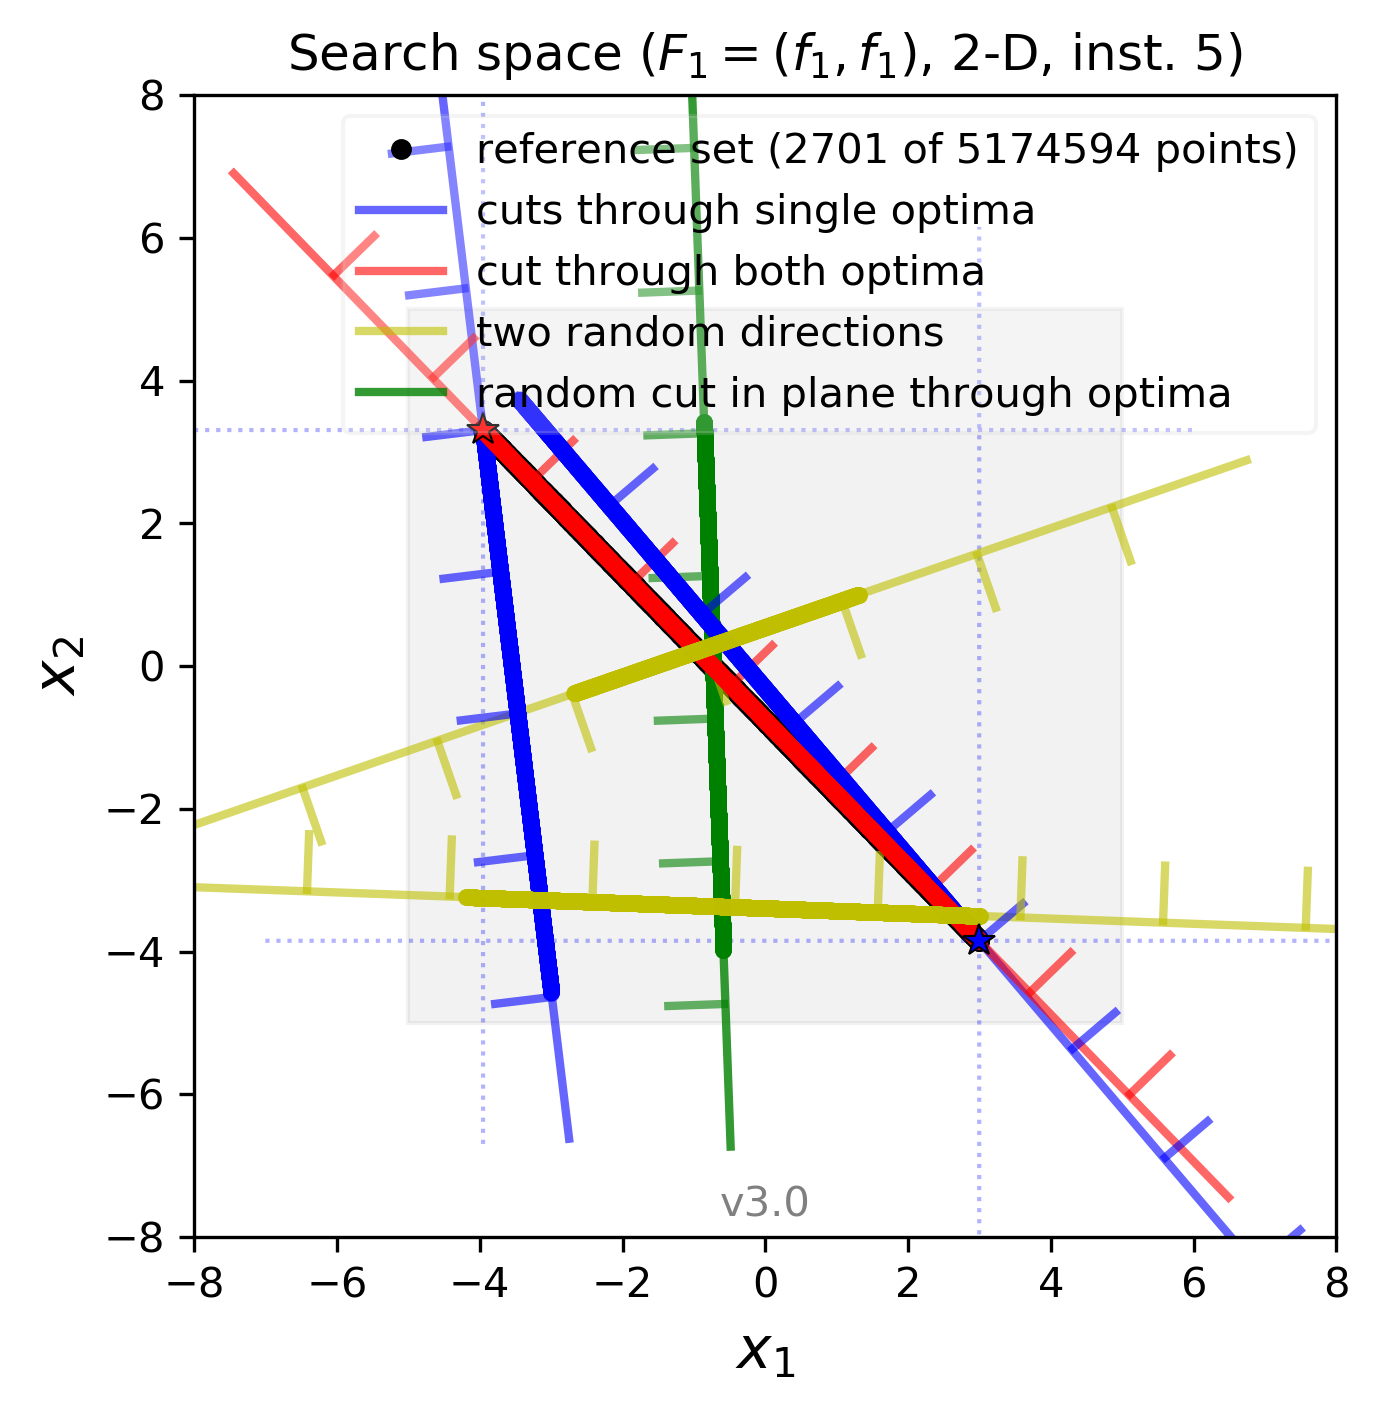 Search space (F₁ = (f₁, f₁), 2-D, inst. 5)
reference set (2701 of 5174594 points)
cuts through single optima
cut through both optima
two random directions
random cut in plane through optima
8
6
4
2
0
−2
−4
−6
−8
x₂
v3.0
−8 −6 −4 −2 0 2 4 6 8
x₁